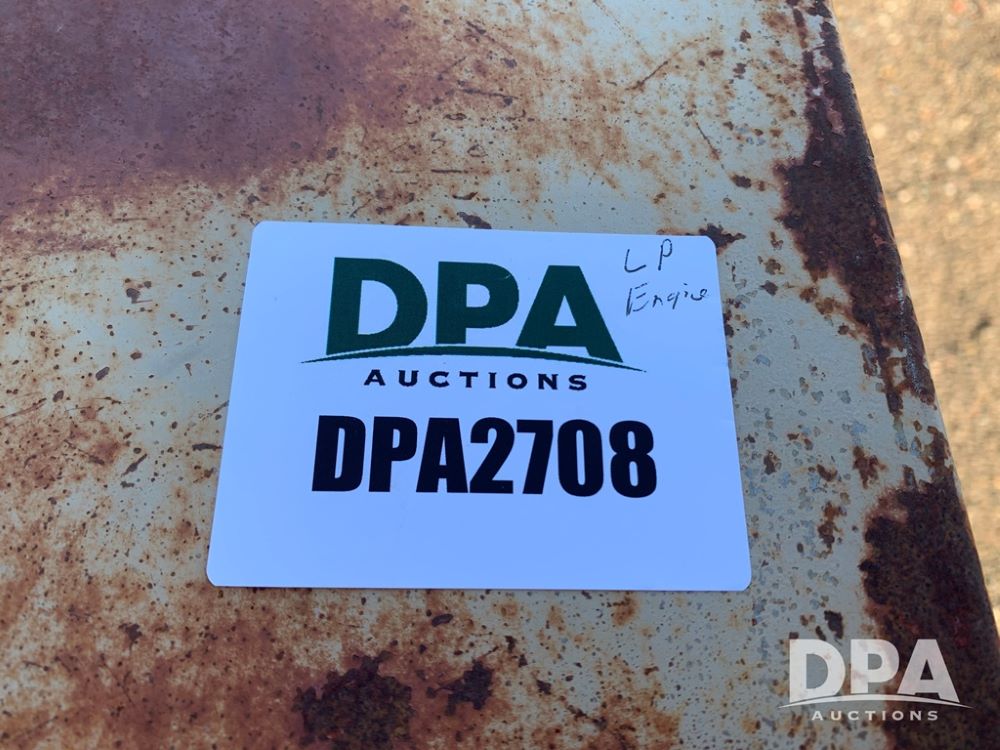 DPA
AUCTIONS
LP
Engine
DPA2708
DPA
AUCTIONS